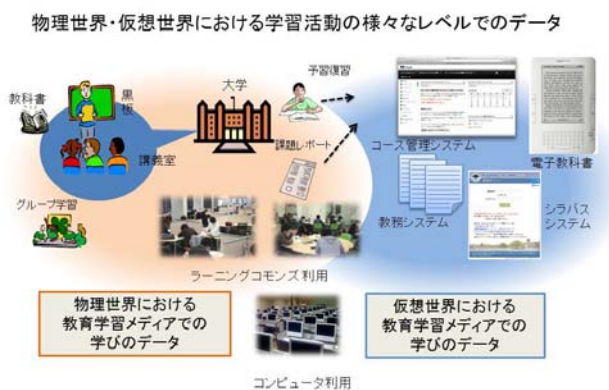 物理世界・仮想世界における学習活動の様々なレベルでのデータ
教科書
黒板
大学
予習復習
講義室
課題レポート
コース管理システム
電子教科書
グループ学習
教務システム
シラバス
システム
ラーニングコモンズ利用
物理世界における
教育学習メディアでの
学びのデータ
仮想世界における
教育学習メディアでの
学びのデータ
コンピュータ利用